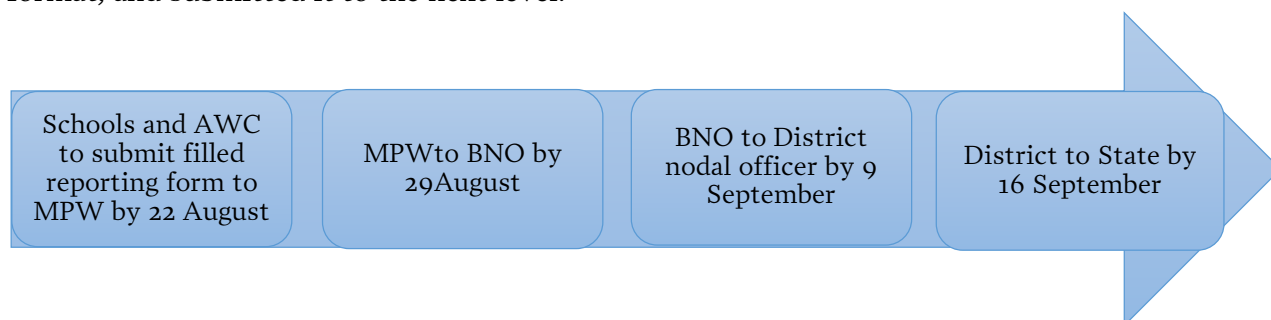 format, and submitted it to the next level.
Schools and AWC
to submit filled
reporting form to
MPW by 22 August
MPWto BNO by
29August
BNO to District
nodal officer by 9
September
District to State by
16 September